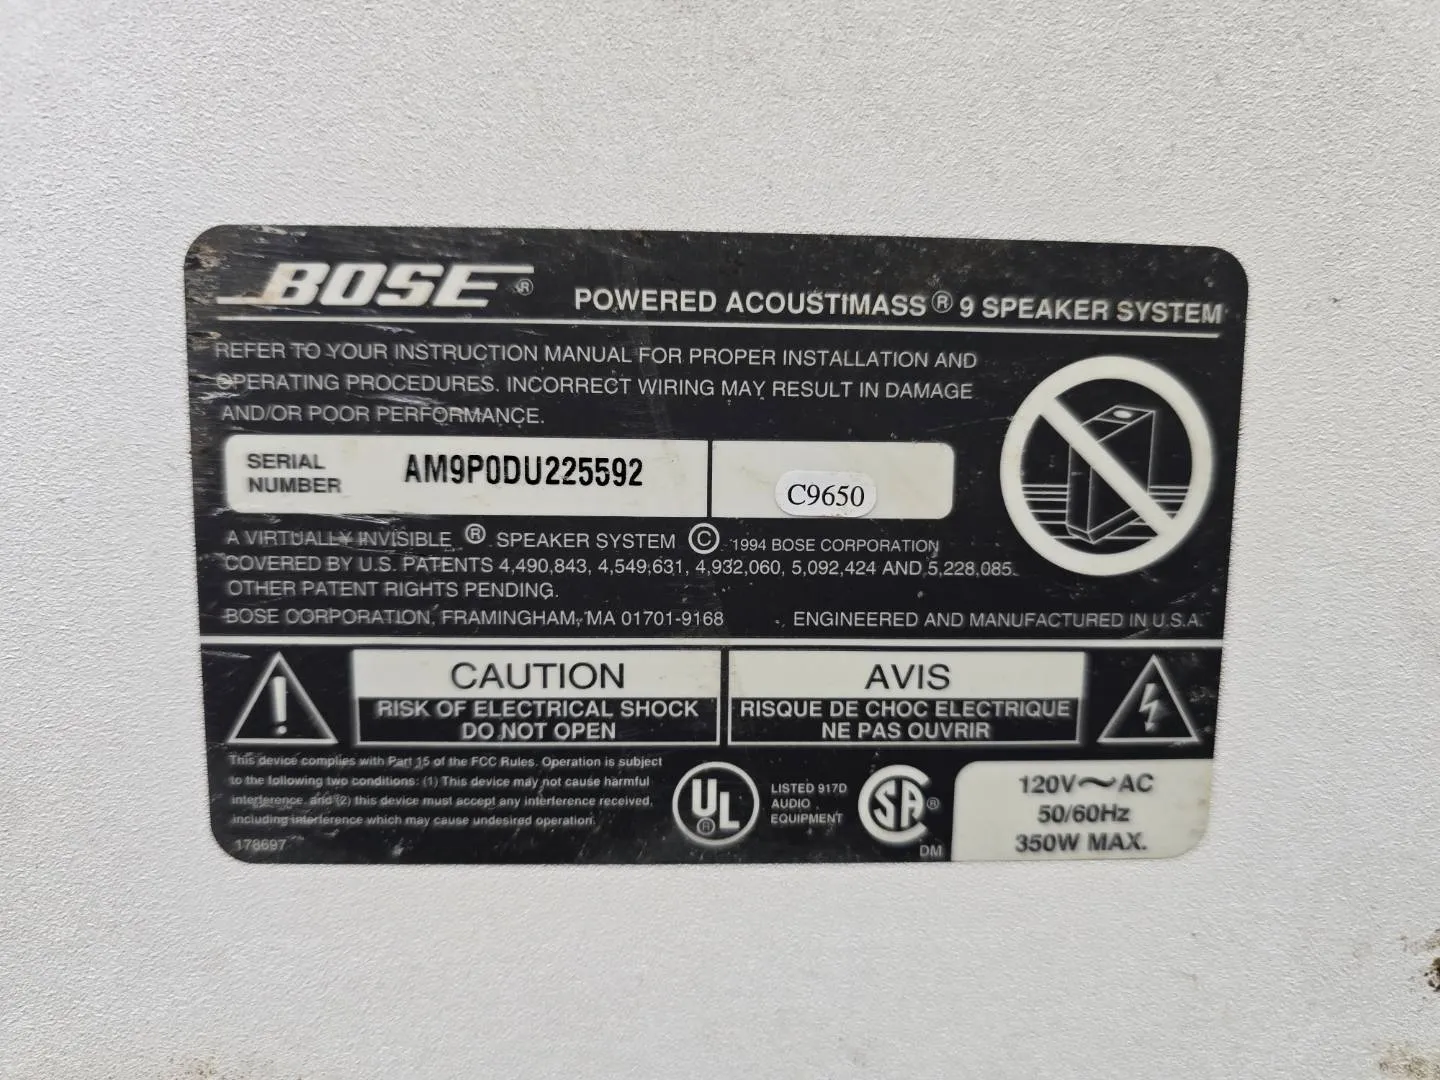 BOSE®
POWERED ACOUSTIMASS® 9 SPEAKER SYSTEM
REFER TO YOUR INSTRUCTION MANUAL FOR PROPER INSTALLATION AND
OPERATING PROCEDURES. INCORRECT WIRING MAY RESULT IN DAMAGE
AND/OR POOR PERFORMANCE.
SERIAL
NUMBER
AM9P0DU225592
C9650
A VIRTUALLY INVISIBLE® SPEAKER SYSTEM © 1994 BOSE CORPORATION
COVERED BY U.S. PATENTS 4,490,843, 4,549,631, 4,932,060, 5,092,424 AND 5,228,085.
OTHER PATENT RIGHTS PENDING.
BOSE CORPORATION, FRAMINGHAM, MA 01701-9168
ENGINEERED AND MANUFACTURED IN U.S.A.
CAUTION
RISK OF ELECTRICAL SHOCK
DO NOT OPEN
AVIS
RISQUE DE CHOC ELECTRIQUE
NE PAS OUVRIR
This device complies with Part 15 of the FCC Rules. Operation is subject
to the following two conditions: (1) This device may not cause harmful
interference, and (2) this device must accept any interference received,
including interference which may cause undesired operation.
178697
UL®
LISTED 917D
AUDIO
EQUIPMENT
SA®
DM
120V~AC
50/60Hz
350W MAX.